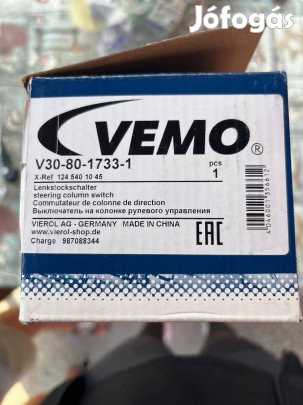 Jófogás
VEMO®
V30-80-1733-1
pcs
X-Ref 124 540 10 45
1
Lenkstockschalter
steering column switch
Commutateur de colonne de direction
Выключатель на колонке рулевого управления
VIEROL AG - GERMANY MADE IN CHINA
www.vierol-shop.de
EAC
Charge 987088344
4046001356612